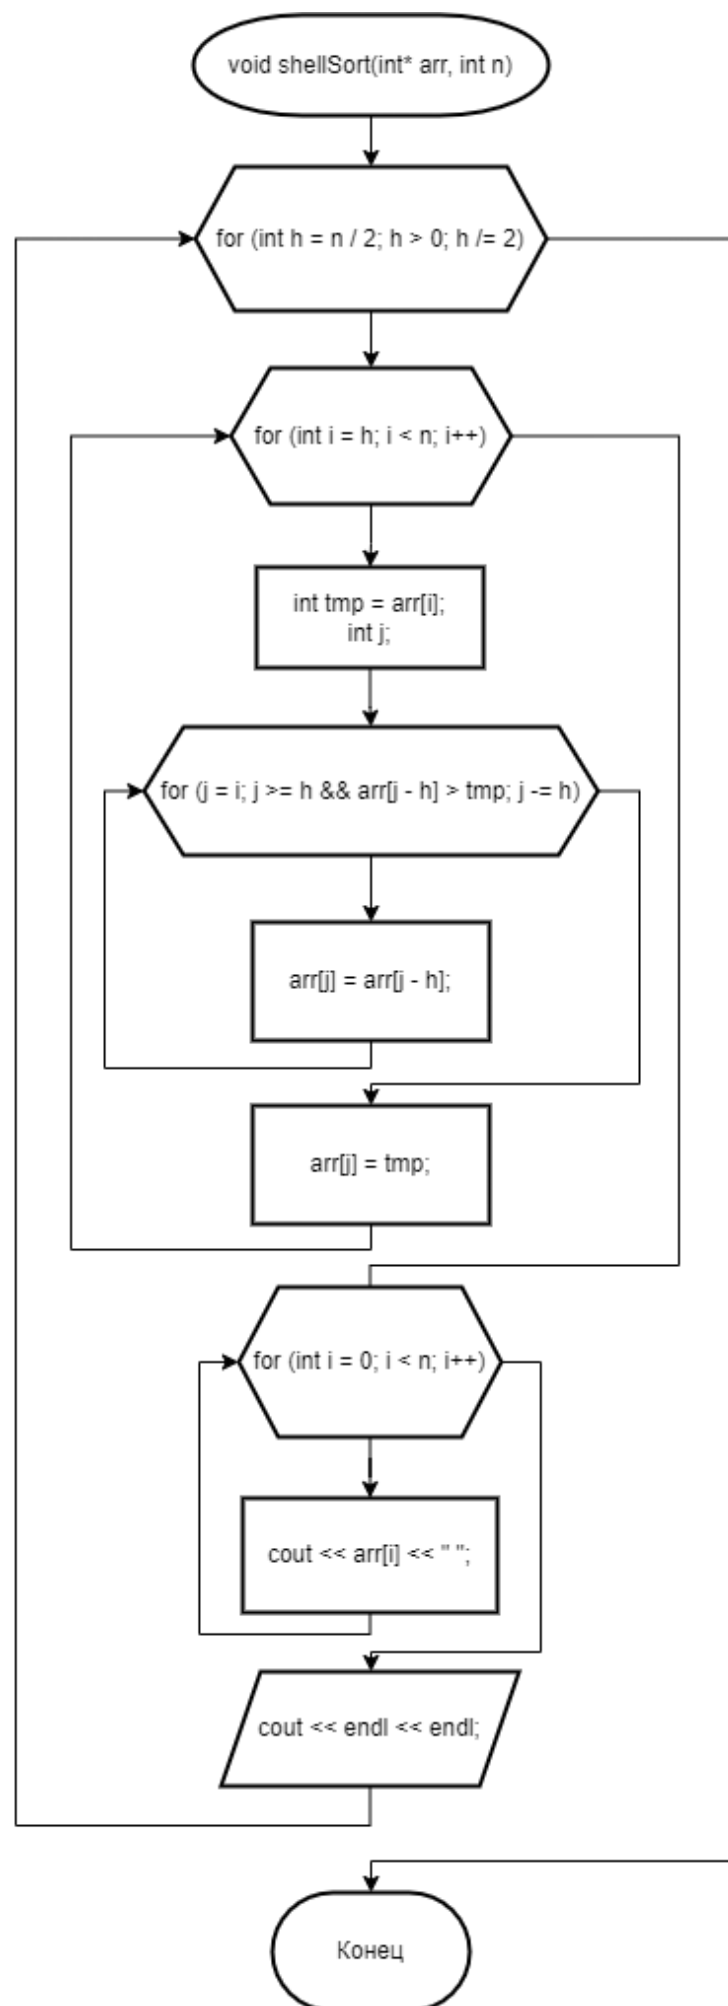 void shellSort(int* arr, int n)
for (int h = n / 2; h > 0; h /= 2)
for (int i = h; i < n; i++)
int tmp = arr[i];
int j;
for (j = i; j >= h && arr[j - h] > tmp; j -= h)
arr[j] = arr[j - h];
arr[j] = tmp;
for (int i = 0; i < n; i++)
cout << arr[i] << " ";
cout << endl << endl;
Конец